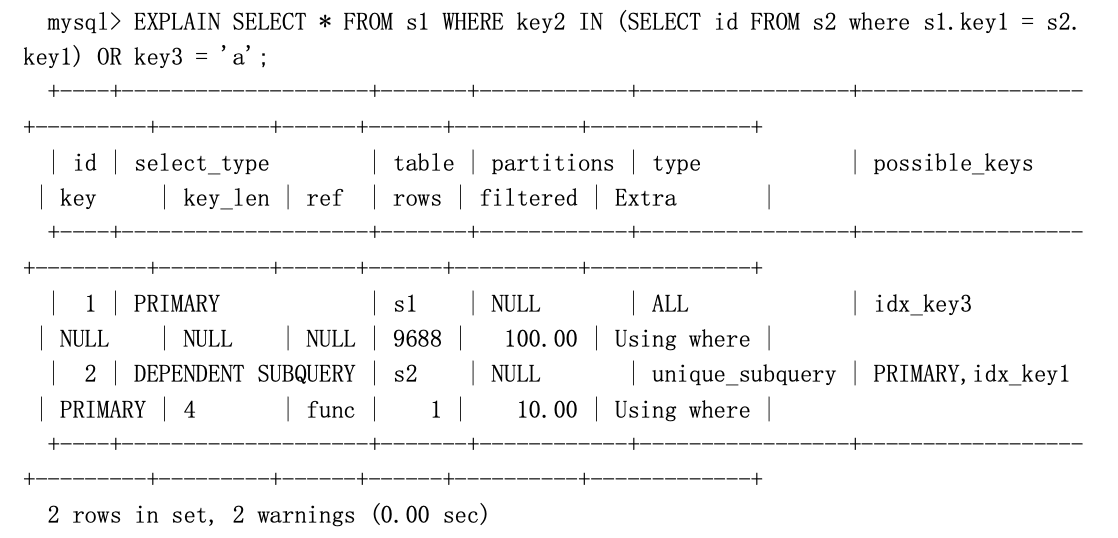 mysql> EXPLAIN SELECT * FROM s1 WHERE key2 IN (SELECT id FROM s2 where s1.key1 = s2.
key1) OR key3 = 'a';
+----+--------------------+-------+------------+-----------------+------------------
+---------+---------+------+------+----------+-------------+
| id | select_type | table | partitions | type | possible_keys
| key | key_len | ref | rows | filtered | Extra |
+----+--------------------+-------+------------+-----------------+------------------
+---------+---------+------+------+----------+-------------+
| 1 | PRIMARY | s1 | NULL | ALL | idx_key3
| NULL | NULL | NULL | 9688 | 100.00 | Using where |
| 2 | DEPENDENT SUBQUERY | s2 | NULL | unique_subquery | PRIMARY,idx_key1
| PRIMARY | 4 | func | 1 | 10.00 | Using where |
+----+--------------------+-------+------------+-----------------+------------------
+---------+---------+------+------+----------+-------------+
2 rows in set, 2 warnings (0.00 sec)